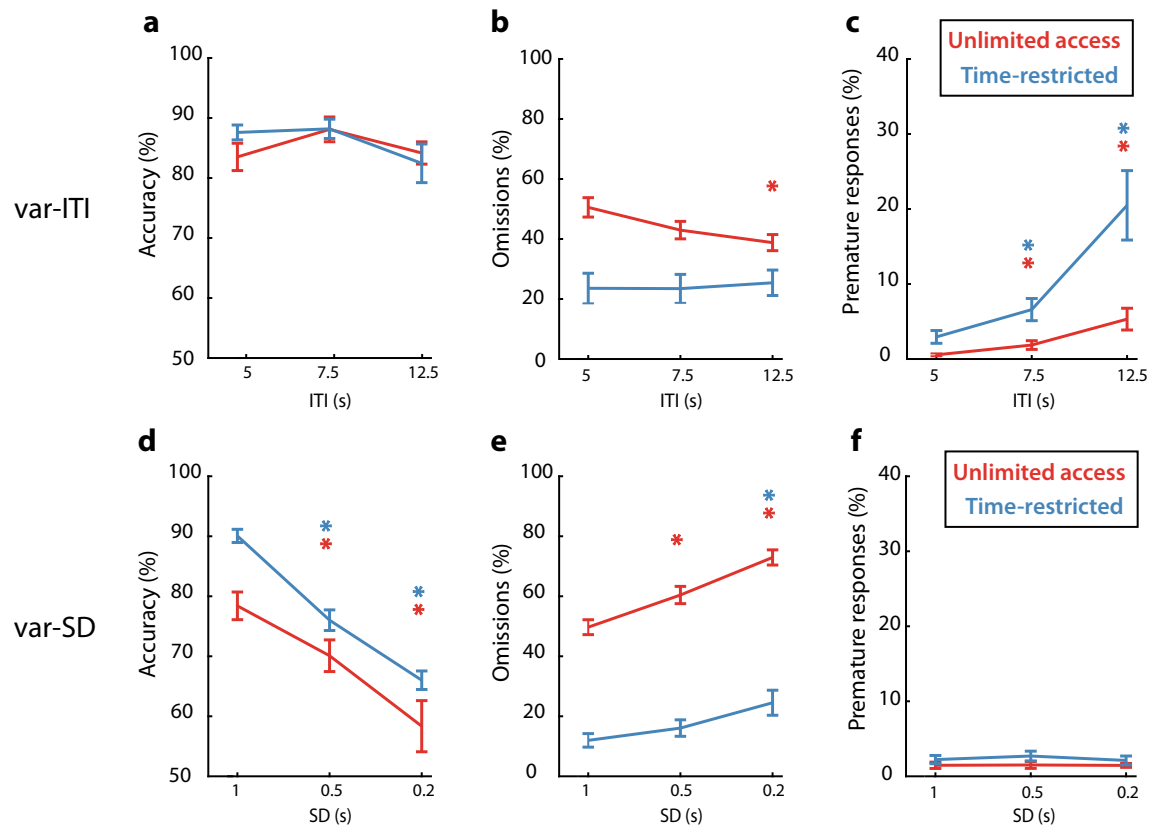 a
b
c
Unlimited access
Time-restricted
var-ITI
Accuracy (%)
100
90
80
70
60
50
5
7.5
12.5
ITI (s)
Omissions (%)
100
80
60
40
20
0
*
5
7.5
12.5
ITI (s)
Premature responses (%)
40
30
20
10
0
*
*
*
*
5
7.5
12.5
ITI (s)
d
e
f
Unlimited access
Time-restricted
var-SD
Accuracy (%)
100
90
80
70
60
50
*
*
*
*
1
0.5
0.2
SD (s)
Omissions (%)
100
80
60
40
20
0
*
*
*
1
0.5
0.2
SD (s)
Premature responses (%)
40
30
20
10
0
1
0.5
0.2
SD (s)